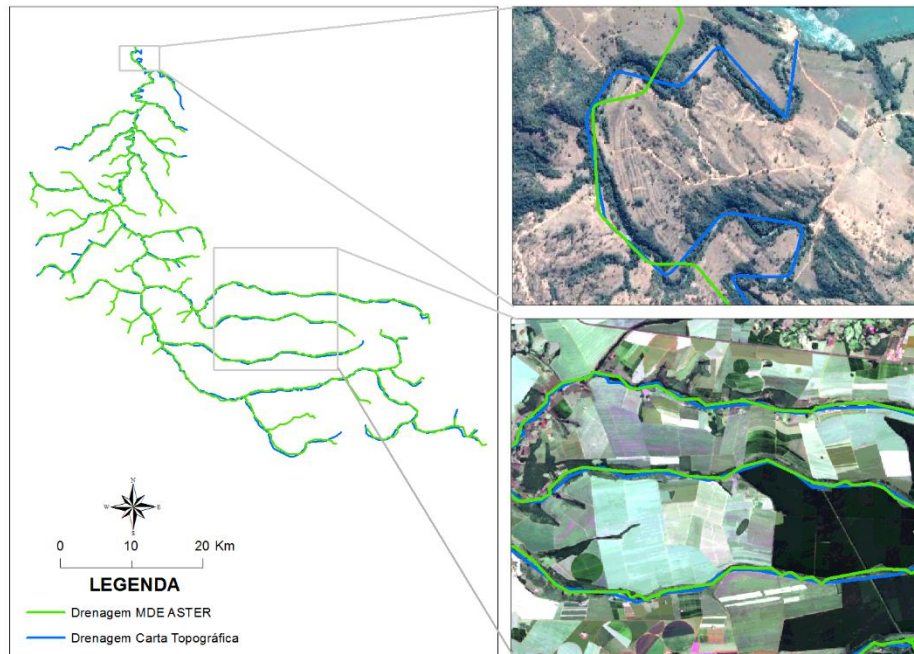 N
W
E
S
0 10 20 Km
LEGENDA
Drenagem MDE ASTER
Drenagem Carta Topográfica